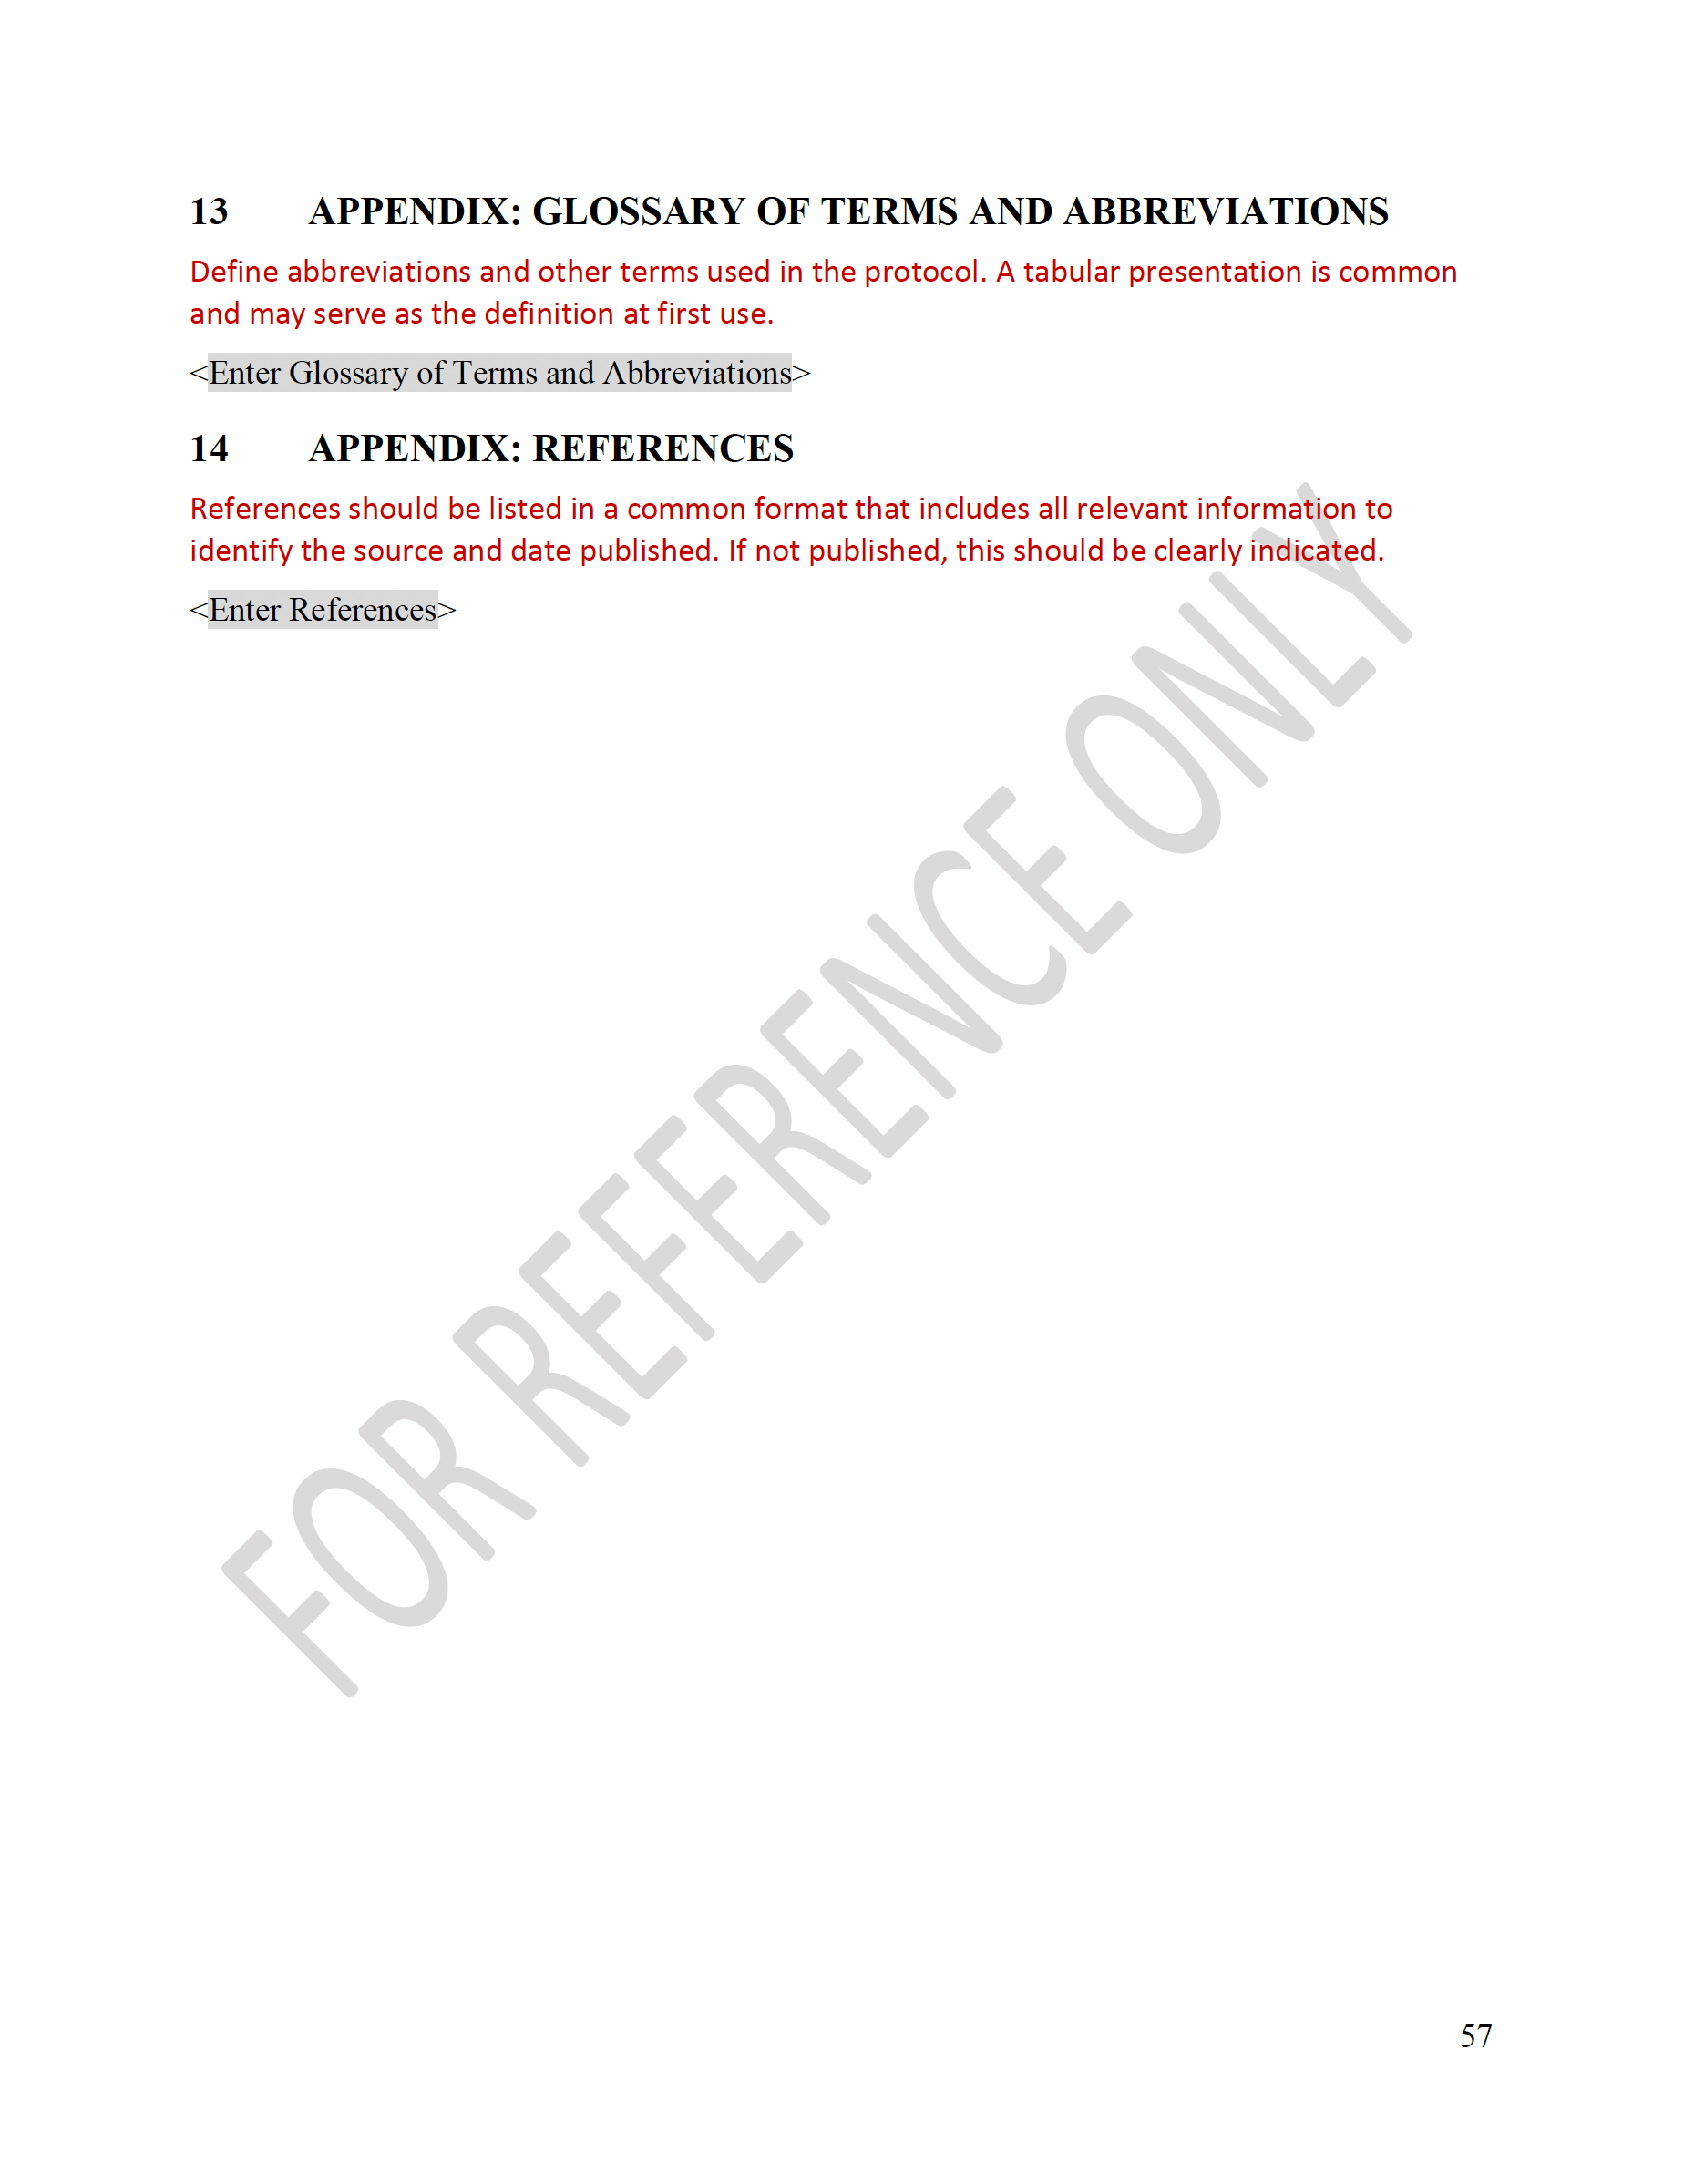 13 APPENDIX: GLOSSARY OF TERMS AND ABBREVIATIONS
Define abbreviations and other terms used in the protocol. A tabular presentation is common
and may serve as the definition at first use.
<Enter Glossary of Terms and Abbreviations>
14 APPENDIX: REFERENCES
References should be listed in a common format that includes all relevant information to
identify the source and date published. If not published, this should be clearly indicated.
<Enter References>
FOR REFERENCE ONLY
57